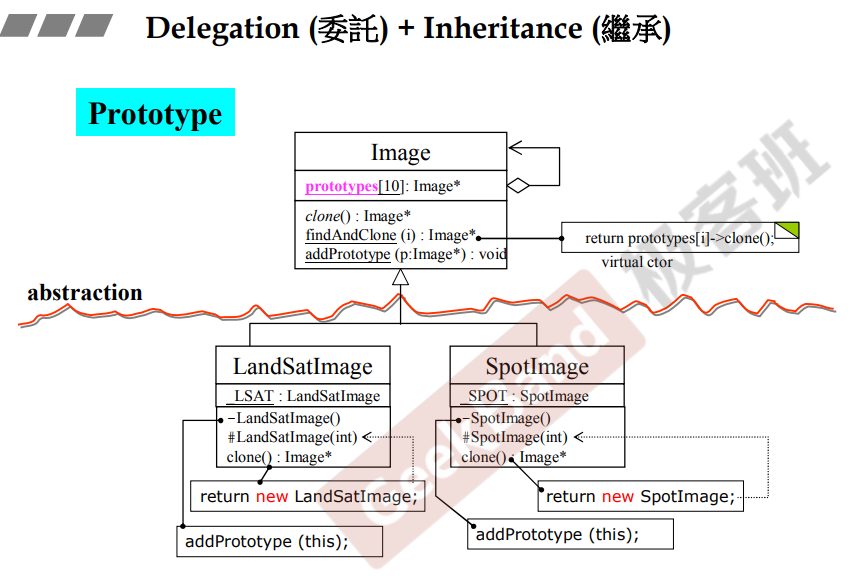 Delegation (委託) + Inheritance (繼承)
Prototype
Image
prototypes[10]: Image*
clone() : Image*
findAndClone (i) : Image*
addPrototype (p:Image*) : void
return prototypes[i]->clone();
virtual ctor
abstraction
LandSatImage
_LSAT : LandSatImage
-LandSatImage()
#LandSatImage(int)
clone() : Image*
return new LandSatImage;
addPrototype (this);
SpotImage
_SPOT : SpotImage
-SpotImage()
#SpotImage(int)
clone() : Image*
return new SpotImage;
addPrototype (this);
GeekBand 极客班